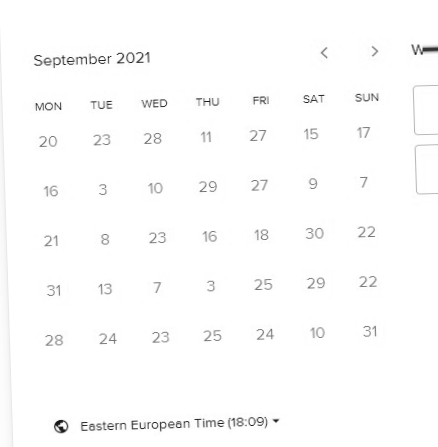 September 2021
MON TUE WED THU FRI SAT SUN
20 23 28 11 27 15 17
16 3 10 29 27 9 7
21 8 23 16 18 30 22
31 13 7 3 25 29 22
28 24 23 25 24 10 31
Eastern European Time (18:09)